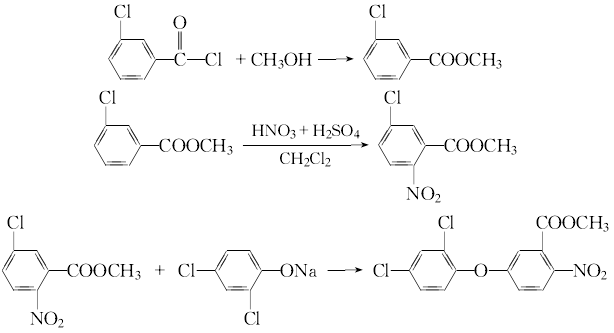 Cl
O
Cl
C—Cl + CH3OH
COOCH3
Cl
Cl
COOCH3
HNO3 + H2SO4
CH2Cl2
COOCH3
NO2
Cl
COOCH3
NO2
+
Cl
ONa
Cl
Cl
COOCH3
Cl
O
NO2